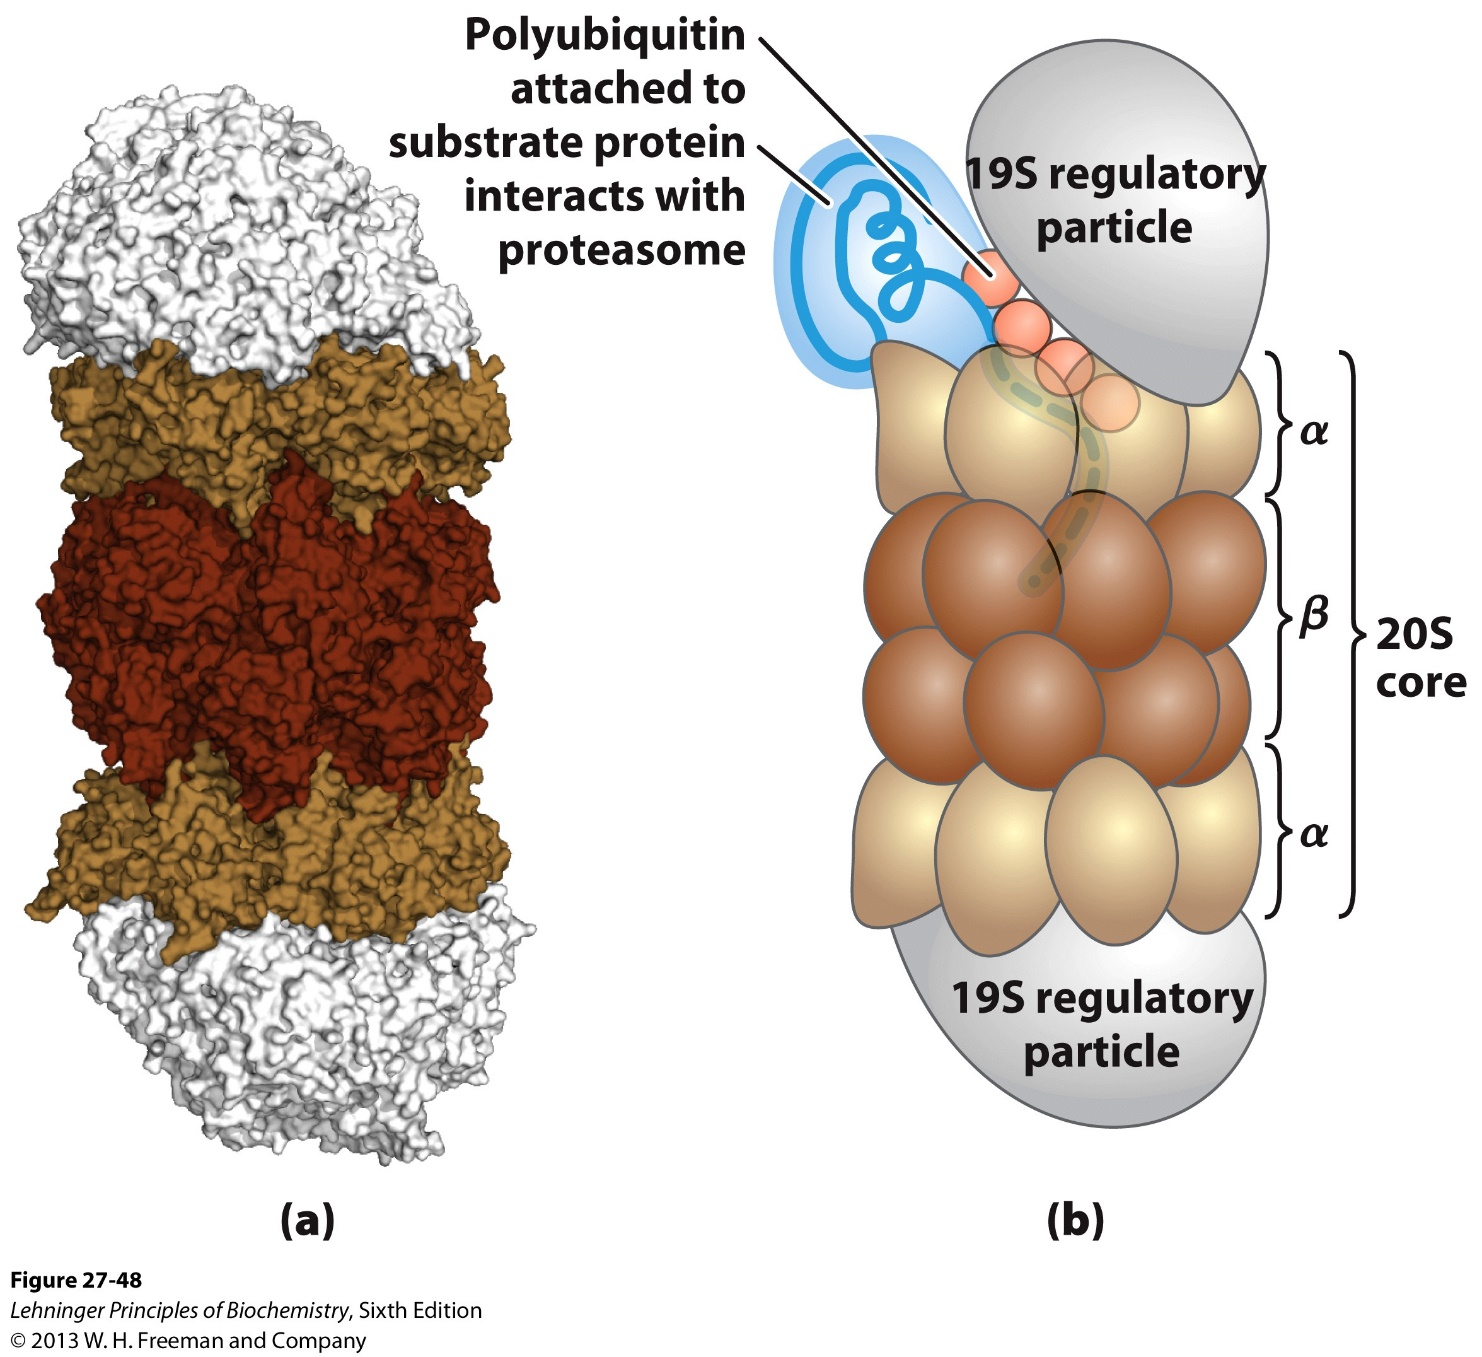 Polyubiquitin
attached to
substrate protein
interacts with
proteasome
19S regulatory
particle
α
β
20S
core
α
19S regulatory
particle
(a)
(b)
Figure 27-48
Lehninger Principles of Biochemistry, Sixth Edition
© 2013 W. H. Freeman and Company